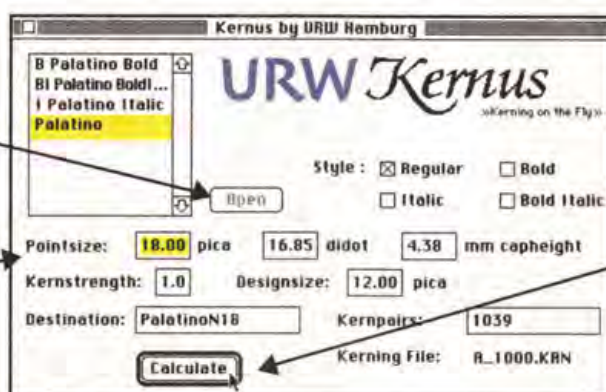 Kernus by URW Hamburg
B Palatino Bold
BI Palatino BoldI...
I Palatino Italic
Palatino
URW Kernus
»Kerning on the Fly«
Style : Regular Bold
Open Italic Bold Italic
Pointsize: 18.00 pica 16.85 didot 4.38 mm capheight
Kernstrength: 1.0 Designsize: 12.00 pica
Destination: PalatinoN18 Kernpairs: 1039
Calculate Kerning File: A_1000.KRN